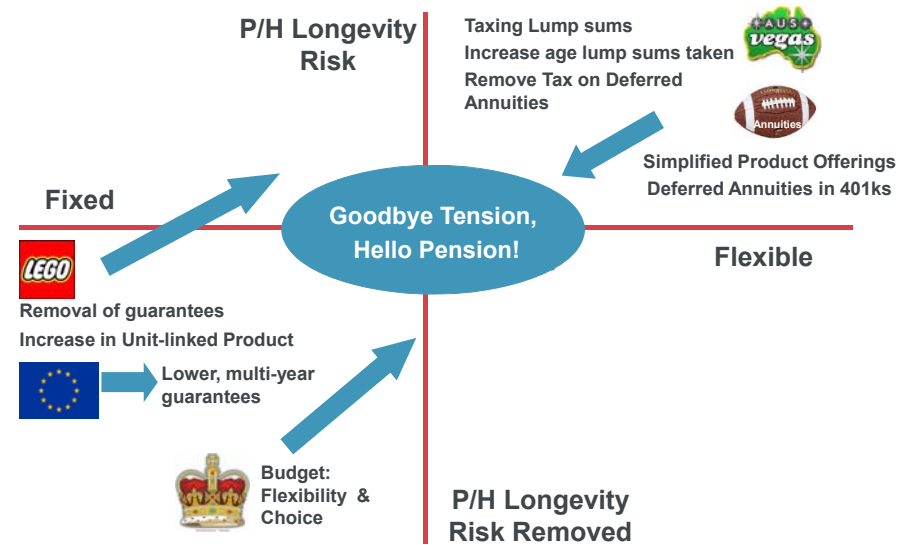 P/H Longevity
Risk
Taxing Lump sums
Increase age lump sums taken
Remove Tax on Deferred
Annuities
AUS
vegas
Annuities
Simplified Product Offerings
Deferred Annuities in 401ks
Fixed
Goodbye Tension,
Hello Pension!
Flexible
LEGO
Removal of guarantees
Increase in Unit-linked Product
Lower, multi-year
guarantees
Budget:
Flexibility &
Choice
P/H Longevity
Risk Removed